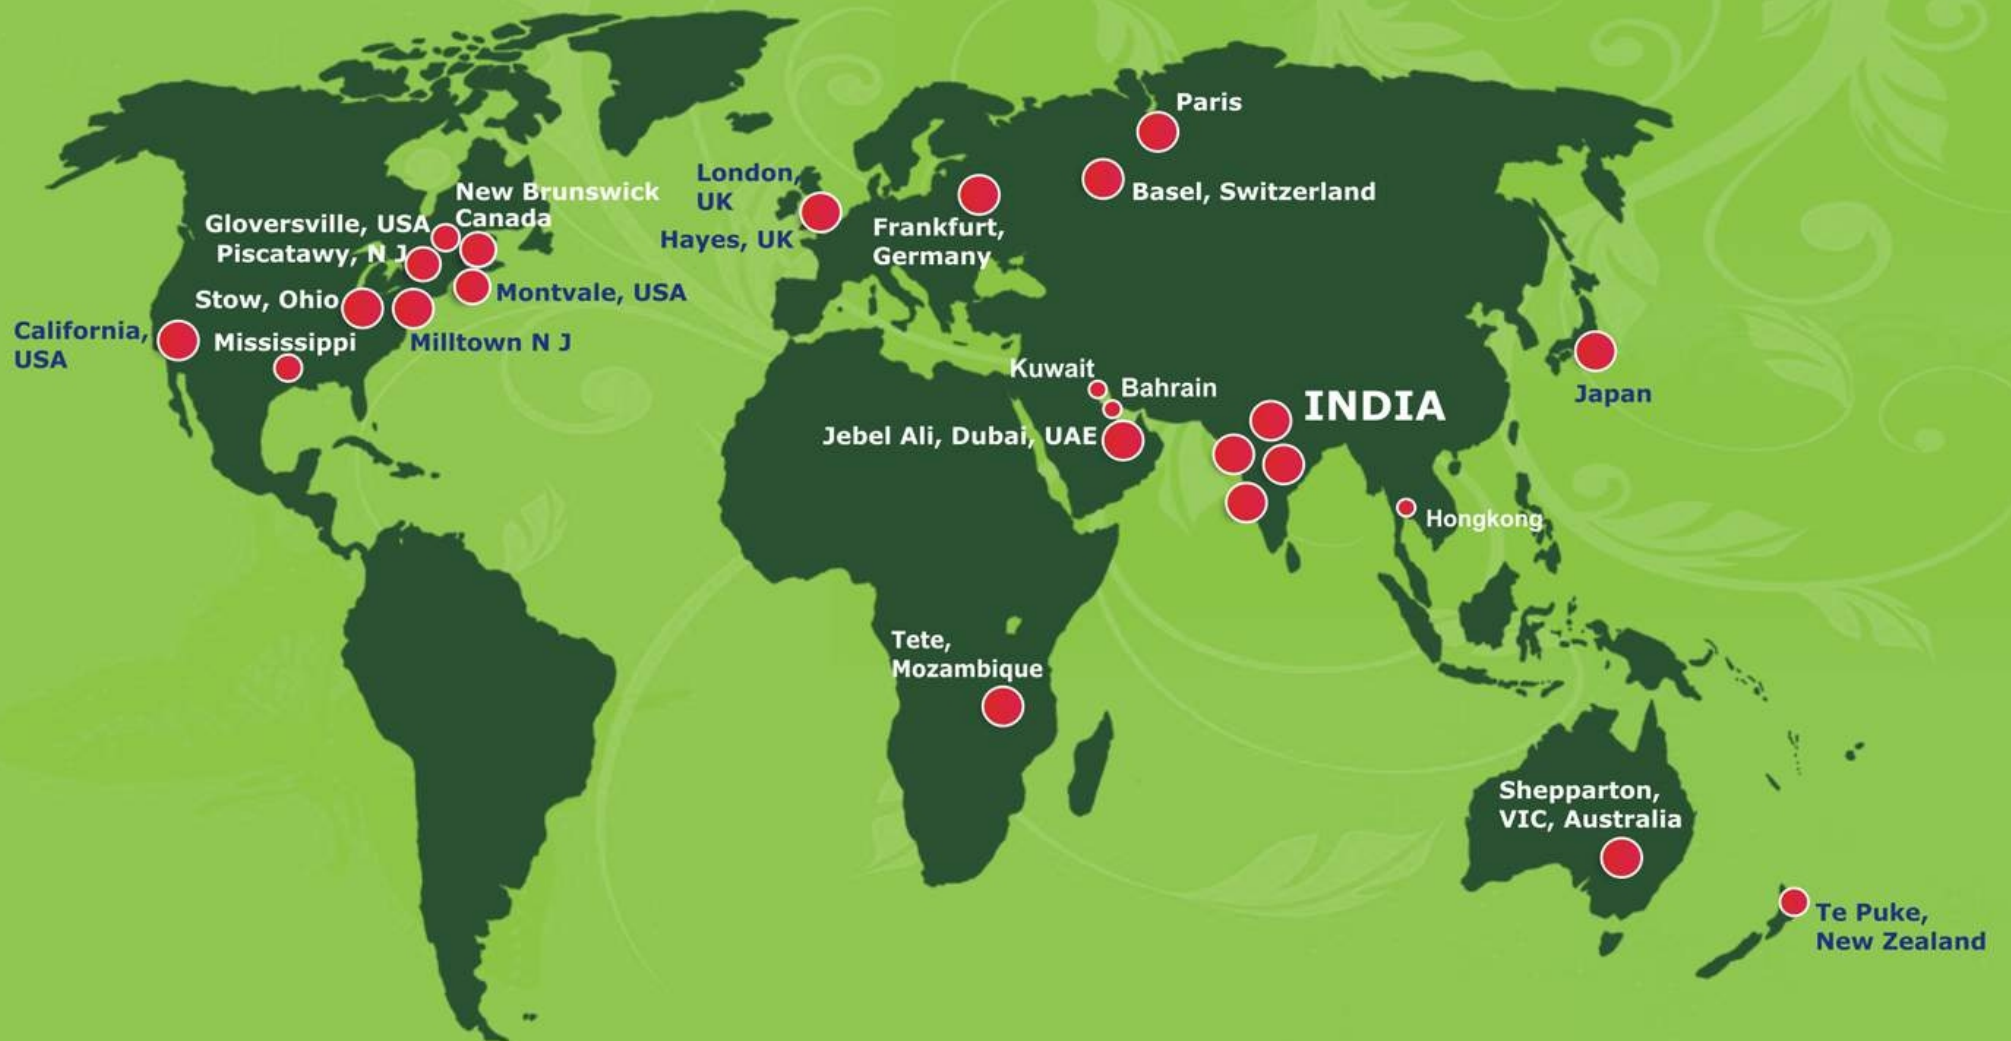 Paris
London,
UK
Basel, Switzerland
New Brunswick
Canada
Gloversville, USA
Frankfurt,
Germany
Hayes, UK
Piscatawy, N J
Montvale, USA
Stow, Ohio
California,
USA
Mississippi
Milltown N J
Kuwait
Bahrain
Japan
INDIA
Jebel Ali, Dubai, UAE
Hongkong
Tete,
Mozambique
Shepparton,
VIC, Australia
Te Puke,
New Zealand